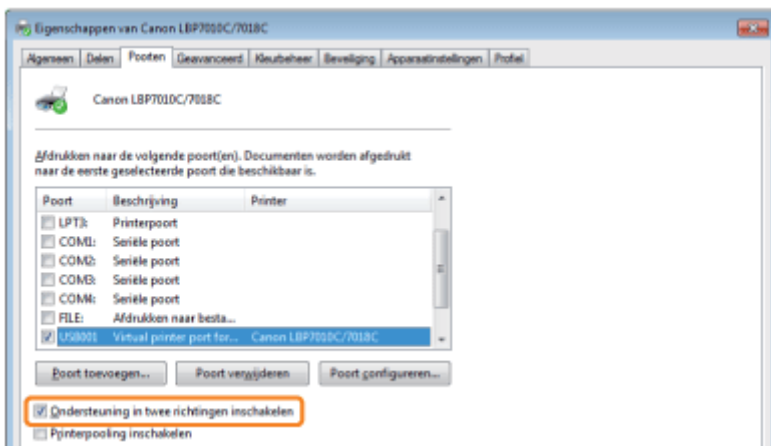 Eigenschappen van Canon LBP7010C/7018C
Algemeen Delen Poorten Geavanceerd Kleurbeheer Beveiliging Apparaatinstellingen Profiel
Canon LBP7010C/7018C
Afdrukken naar de volgende poort(en). Documenten worden afgedrukt
naar de eerste geselecteerde poort die beschikbaar is.
Poort Beschrijving Printer
LPT3: Printerpoort
COM1: Seriële poort
COM2: Seriële poort
COM3: Seriële poort
COM4: Seriële poort
FILE: Afdrukken naar besta...
USB001 Virtual printer port for... Canon LBP7010C/7018C
Poort toevoegen... Poort verwijderen Poort configureren...
Ondersteuning in twee richtingen inschakelen
Printerpooling inschakelen